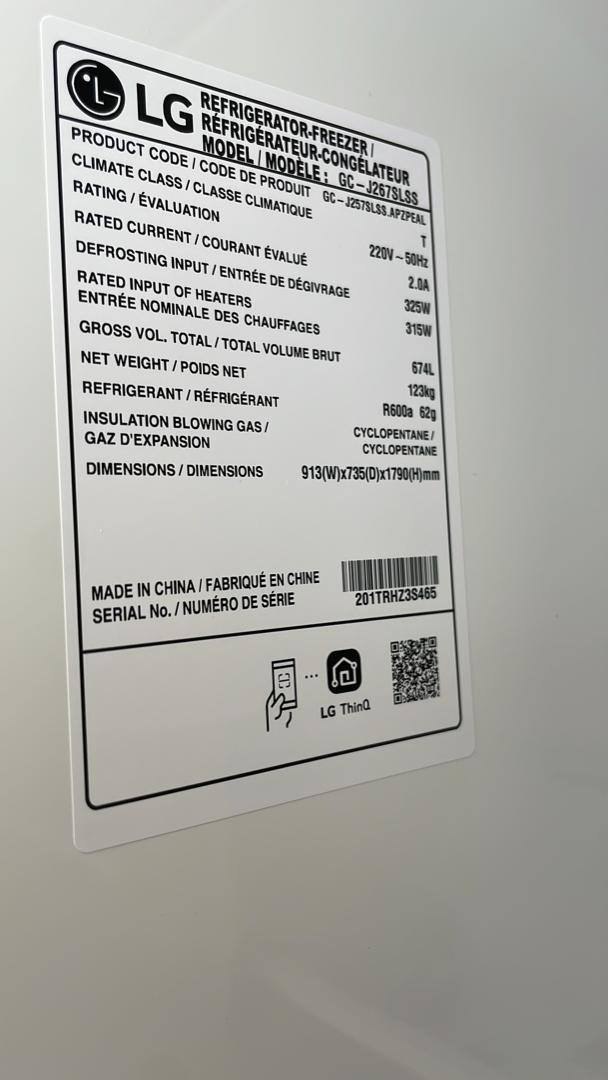 LG REFRIGERATOR-FREEZER /
RÉFRIGÉRATEUR-CONGÉLATEUR
MODEL / MODÈLE : GC-J267SLSS
PRODUCT CODE / CODE DE PRODUIT GC-J257SLSS.APZPEAL
CLIMATE CLASS / CLASSE CLIMATIQUE T
RATING / ÉVALUATION 220V~50Hz
RATED CURRENT / COURANT ÉVALUÉ 2.0A
DEFROSTING INPUT / ENTRÉE DE DÉGIVRAGE 325W
RATED INPUT OF HEATERS
ENTRÉE NOMINALE DES CHAUFFAGES 315W
GROSS VOL. TOTAL / TOTAL VOLUME BRUT 674L
NET WEIGHT / POIDS NET 123kg
REFRIGERANT / RÉFRIGÉRANT R600a 62g
INSULATION BLOWING GAS / CYCLOPENTANE /
GAZ D'EXPANSION CYCLOPENTANE
DIMENSIONS / DIMENSIONS 913(W)x735(D)x1790(H)mm
MADE IN CHINA / FABRIQUÉ EN CHINE
SERIAL No. / NUMÉRO DE SÉRIE 201TRHZ3S465
LG ThinQ